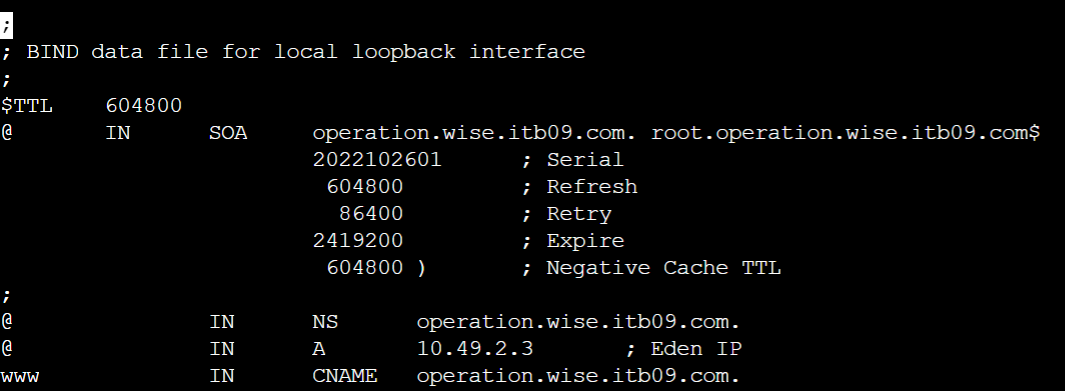 ;
; BIND data file for local loopback interface
;
$TTL    604800
@       IN      SOA     operation.wise.itb09.com. root.operation.wise.itb09.com$
                        2022102601      ; Serial
                         604800         ; Refresh
                          86400         ; Retry
                        2419200         ; Expire
                         604800 )       ; Negative Cache TTL
;
@               IN      NS      operation.wise.itb09.com.
@               IN      A       10.49.2.3       ; Eden IP
www             IN      CNAME   operation.wise.itb09.com.